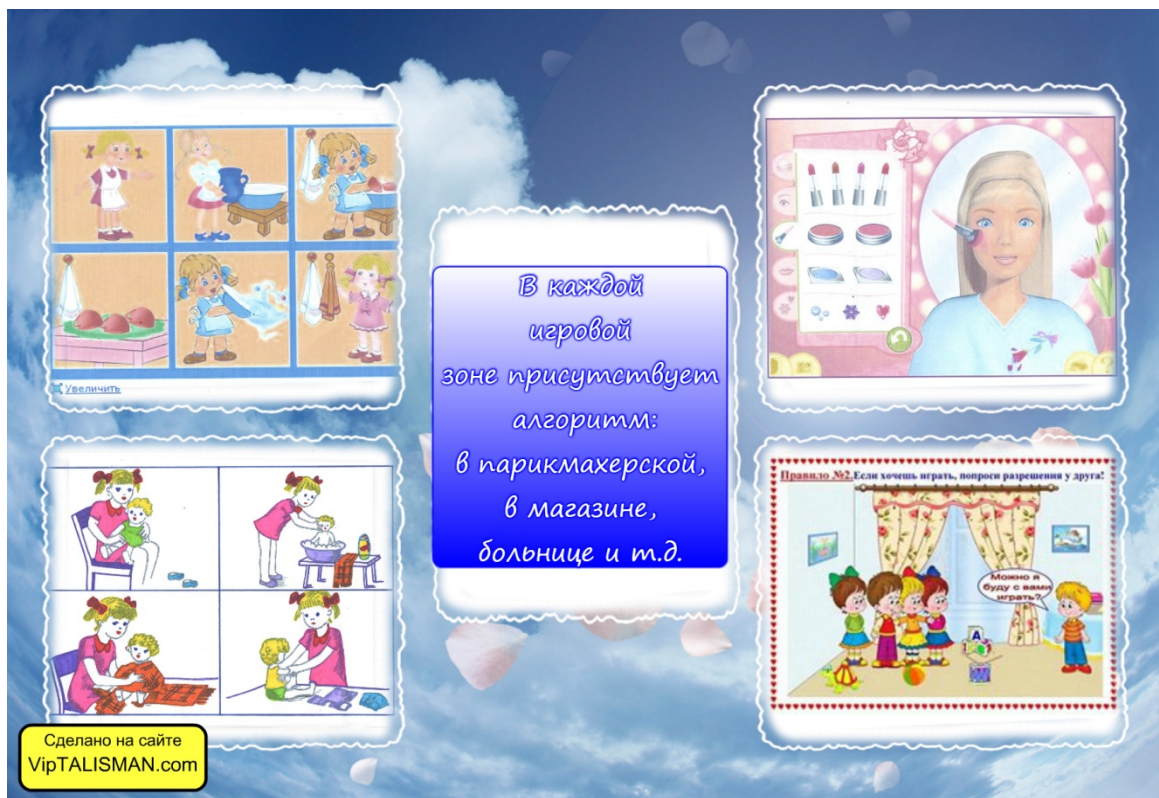 Увеличить
В каждой
игровой
зоне присутствует
алгоритм:
в парикмахерской,
в магазине,
больнице и т.д.
Правило №2.Если хочешь играть, попроси разрешения у друга!
Можно я
буду с вами
играть?
А
Сделано на сайте
VipTALISMAN.com